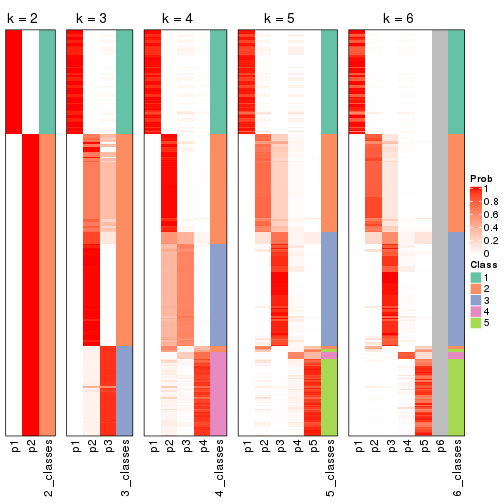 k = 2 k = 3 k = 4 k = 5 k = 6
Prob
1
0.8
0.6
0.4
0.2
0
Class
1
2
3
4
5
p1 p2 2_classes p1 p2 p3 3_classes p1 p2 p3 p4 4_classes p1 p2 p3 p4 p5 5_classes p1 p2 p3 p4 p5 p6 6_classes